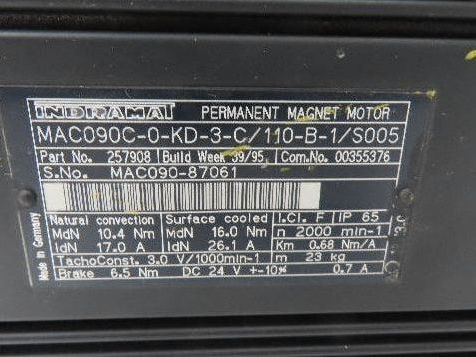 INDRAMAT PERMANENT MAGNET MOTOR
MAC090C-0-KD-3-C/110-B-1/S005
Part No. 257908 Build Week 39/95 Com.No. 00355376
S.No. MAC090-87061
Natural convection Surface cooled I.Cl. F IP 65
MdN 10.4 Nm MdN 16.0 Nm n 2000 min-1
IdN 17.0 A IdN 26.1 A Km 0.68 Nm/A
TachoConst. 3.0 V/1000min-1 m 23 kg
Brake 6.5 Nm DC 24 V +-10% 0.7 A
Made in Germany